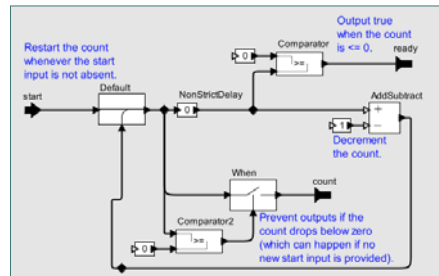 Output true
when the count
is <= 0.
Restart the count
whenever the start
input is not absent.
Comparator
ready
0
>=
start
Default
NonStrictDelay
0
AddSubtract
+
−
1
Decrement
the count.
When
count
Comparator2
>=
0
Prevent outputs if the
count drops below zero
(which can happen if no
new start input is provided).